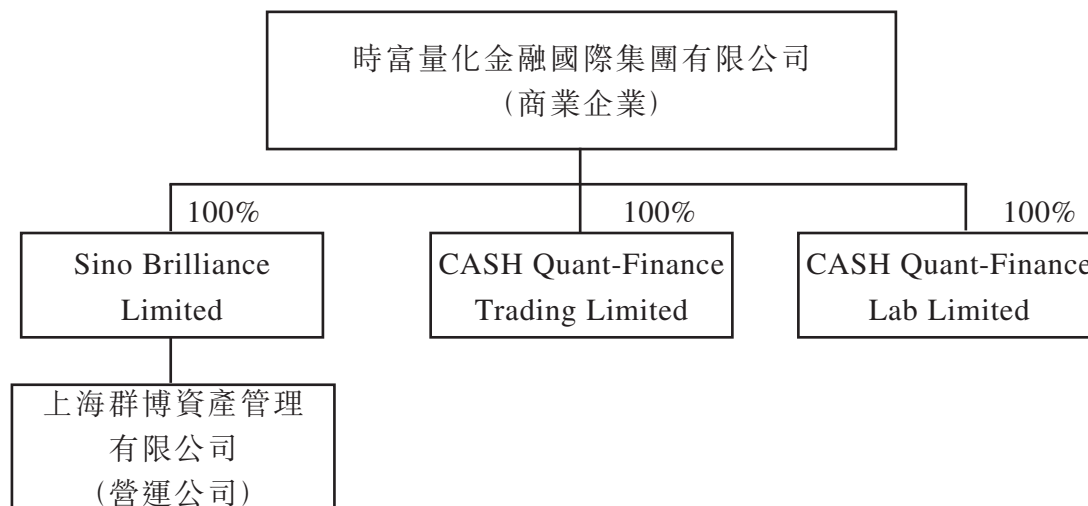 時富量化金融國際集團有限公司
(商業企業)
100%
100%
100%
Sino Brilliance
Limited
CASH Quant-Finance
Trading Limited
CASH Quant-Finance
Lab Limited
上海群博資產管理
有限公司
(營運公司)